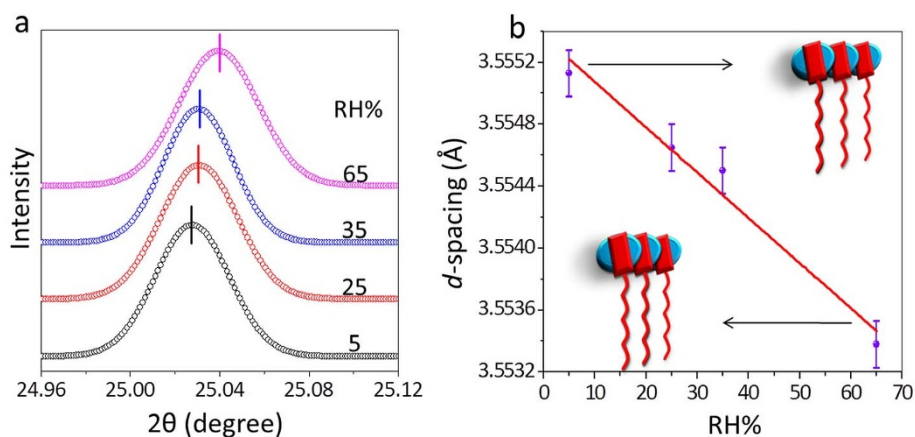 a
RH%
65
35
25
5
Intensity
24.96 25.00 25.04 25.08 25.12
2θ (degree)
b
3.5552
3.5548
3.5544
3.5540
3.5536
3.5532
d-spacing (Å)
0 10 20 30 40 50 60 70
RH%